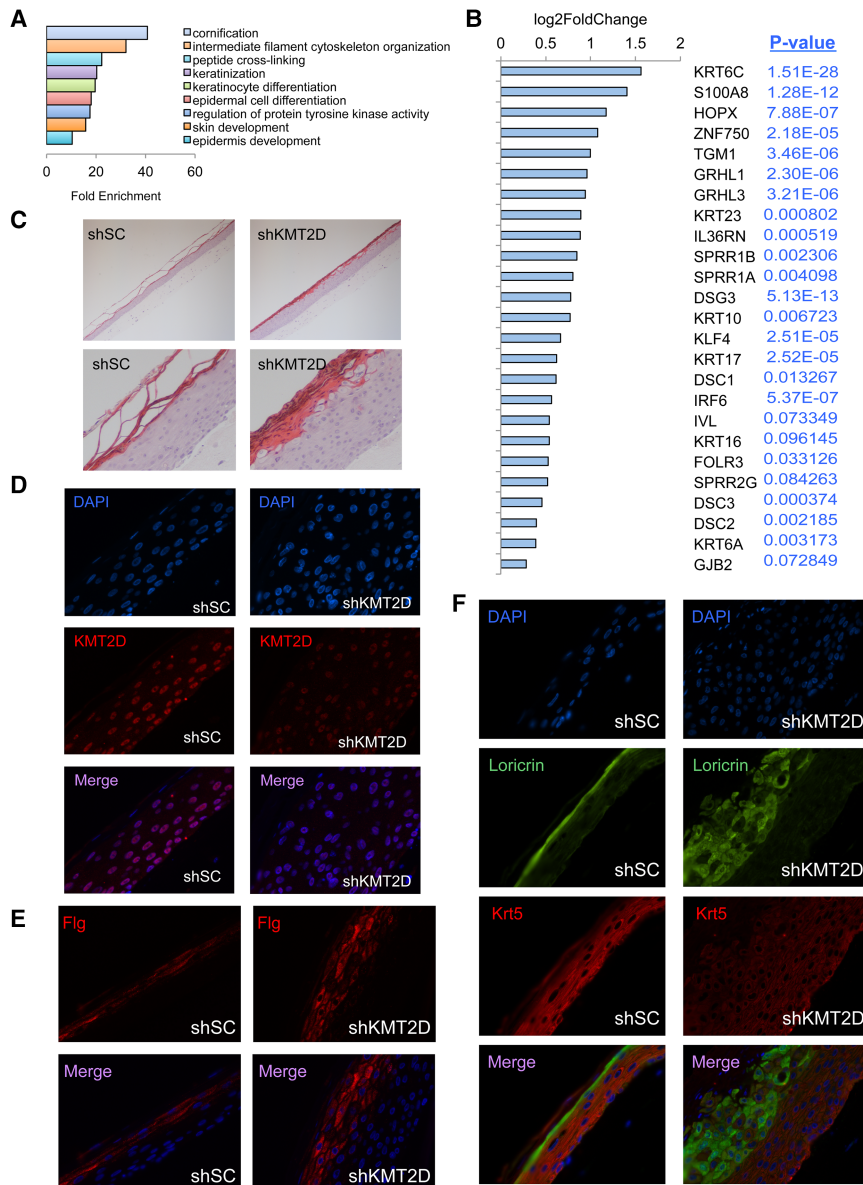 A
cornification
intermediate filament cytoskeleton organization
peptide cross-linking
keratinization
keratinocyte differentiation
epidermal cell differentiation
regulation of protein tyrosine kinase activity
skin development
epidermis development
0 20 40 60
Fold Enrichment
B
log2FoldChange
0 0.5 1 1.5 2
P-value
KRT6C 1.51E-28
S100A8 1.28E-12
HOPX 7.88E-07
ZNF750 2.18E-05
TGM1 3.46E-06
GRHL1 2.30E-06
GRHL3 3.21E-06
KRT23 0.000802
IL36RN 0.000519
SPRR1B 0.002306
SPRR1A 0.004098
DSG3 5.13E-13
KRT10 0.006723
KLF4 2.51E-05
KRT17 2.52E-05
DSC1 0.013267
IRF6 5.37E-07
IVL 0.073349
KRT16 0.096145
FOLR3 0.033126
SPRR2G 0.084263
DSC3 0.000374
DSC2 0.002185
KRT6A 0.003173
GJB2 0.072849
C
shSC shKMT2D
shSC shKMT2D
D
DAPI DAPI
shSC shKMT2D
KMT2D KMT2D
shSC shKMT2D
Merge Merge
shSC shKMT2D
E
Flg Flg
shSC shKMT2D
Merge Merge
shSC shKMT2D
F
DAPI DAPI
shSC shKMT2D
Loricrin Loricrin
shSC shKMT2D
Krt5 Krt5
shSC shKMT2D
Merge Merge
shSC shKMT2D